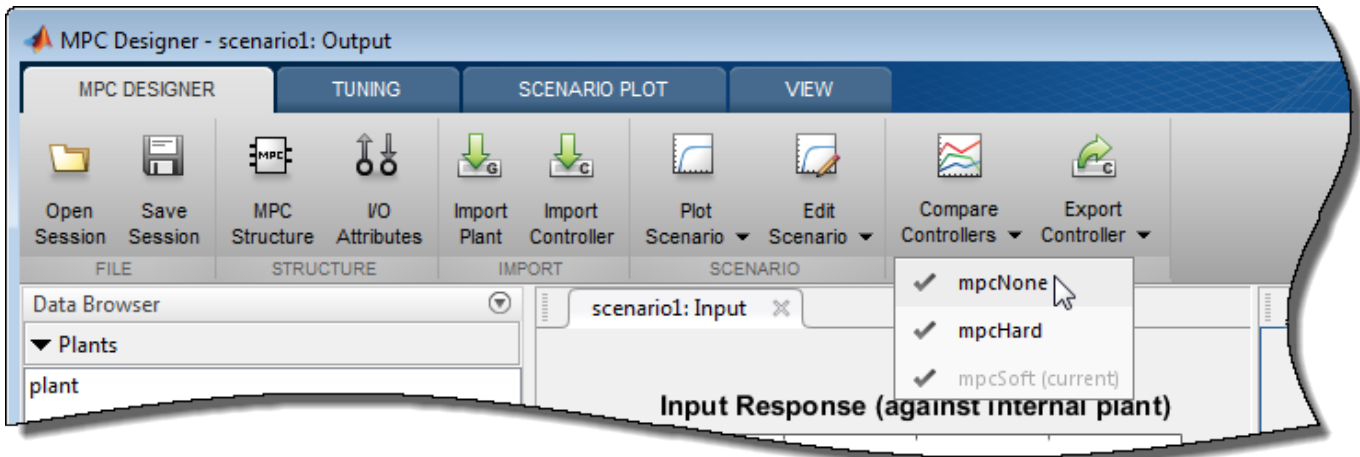 MPC Designer - scenario1: Output
MPC DESIGNER TUNING SCENARIO PLOT VIEW
MPC
G C C
Open Save MPC I/O Import Import Plot Edit Compare Export
Session Session Structure Attributes Plant Controller Scenario Scenario Controllers Controller
FILE STRUCTURE IMPORT SCENARIO
Data Browser
scenario1: Input
mpcNone
mpcHard
mpcSoft (current)
Plants
plant
Input Response (against internal plant)